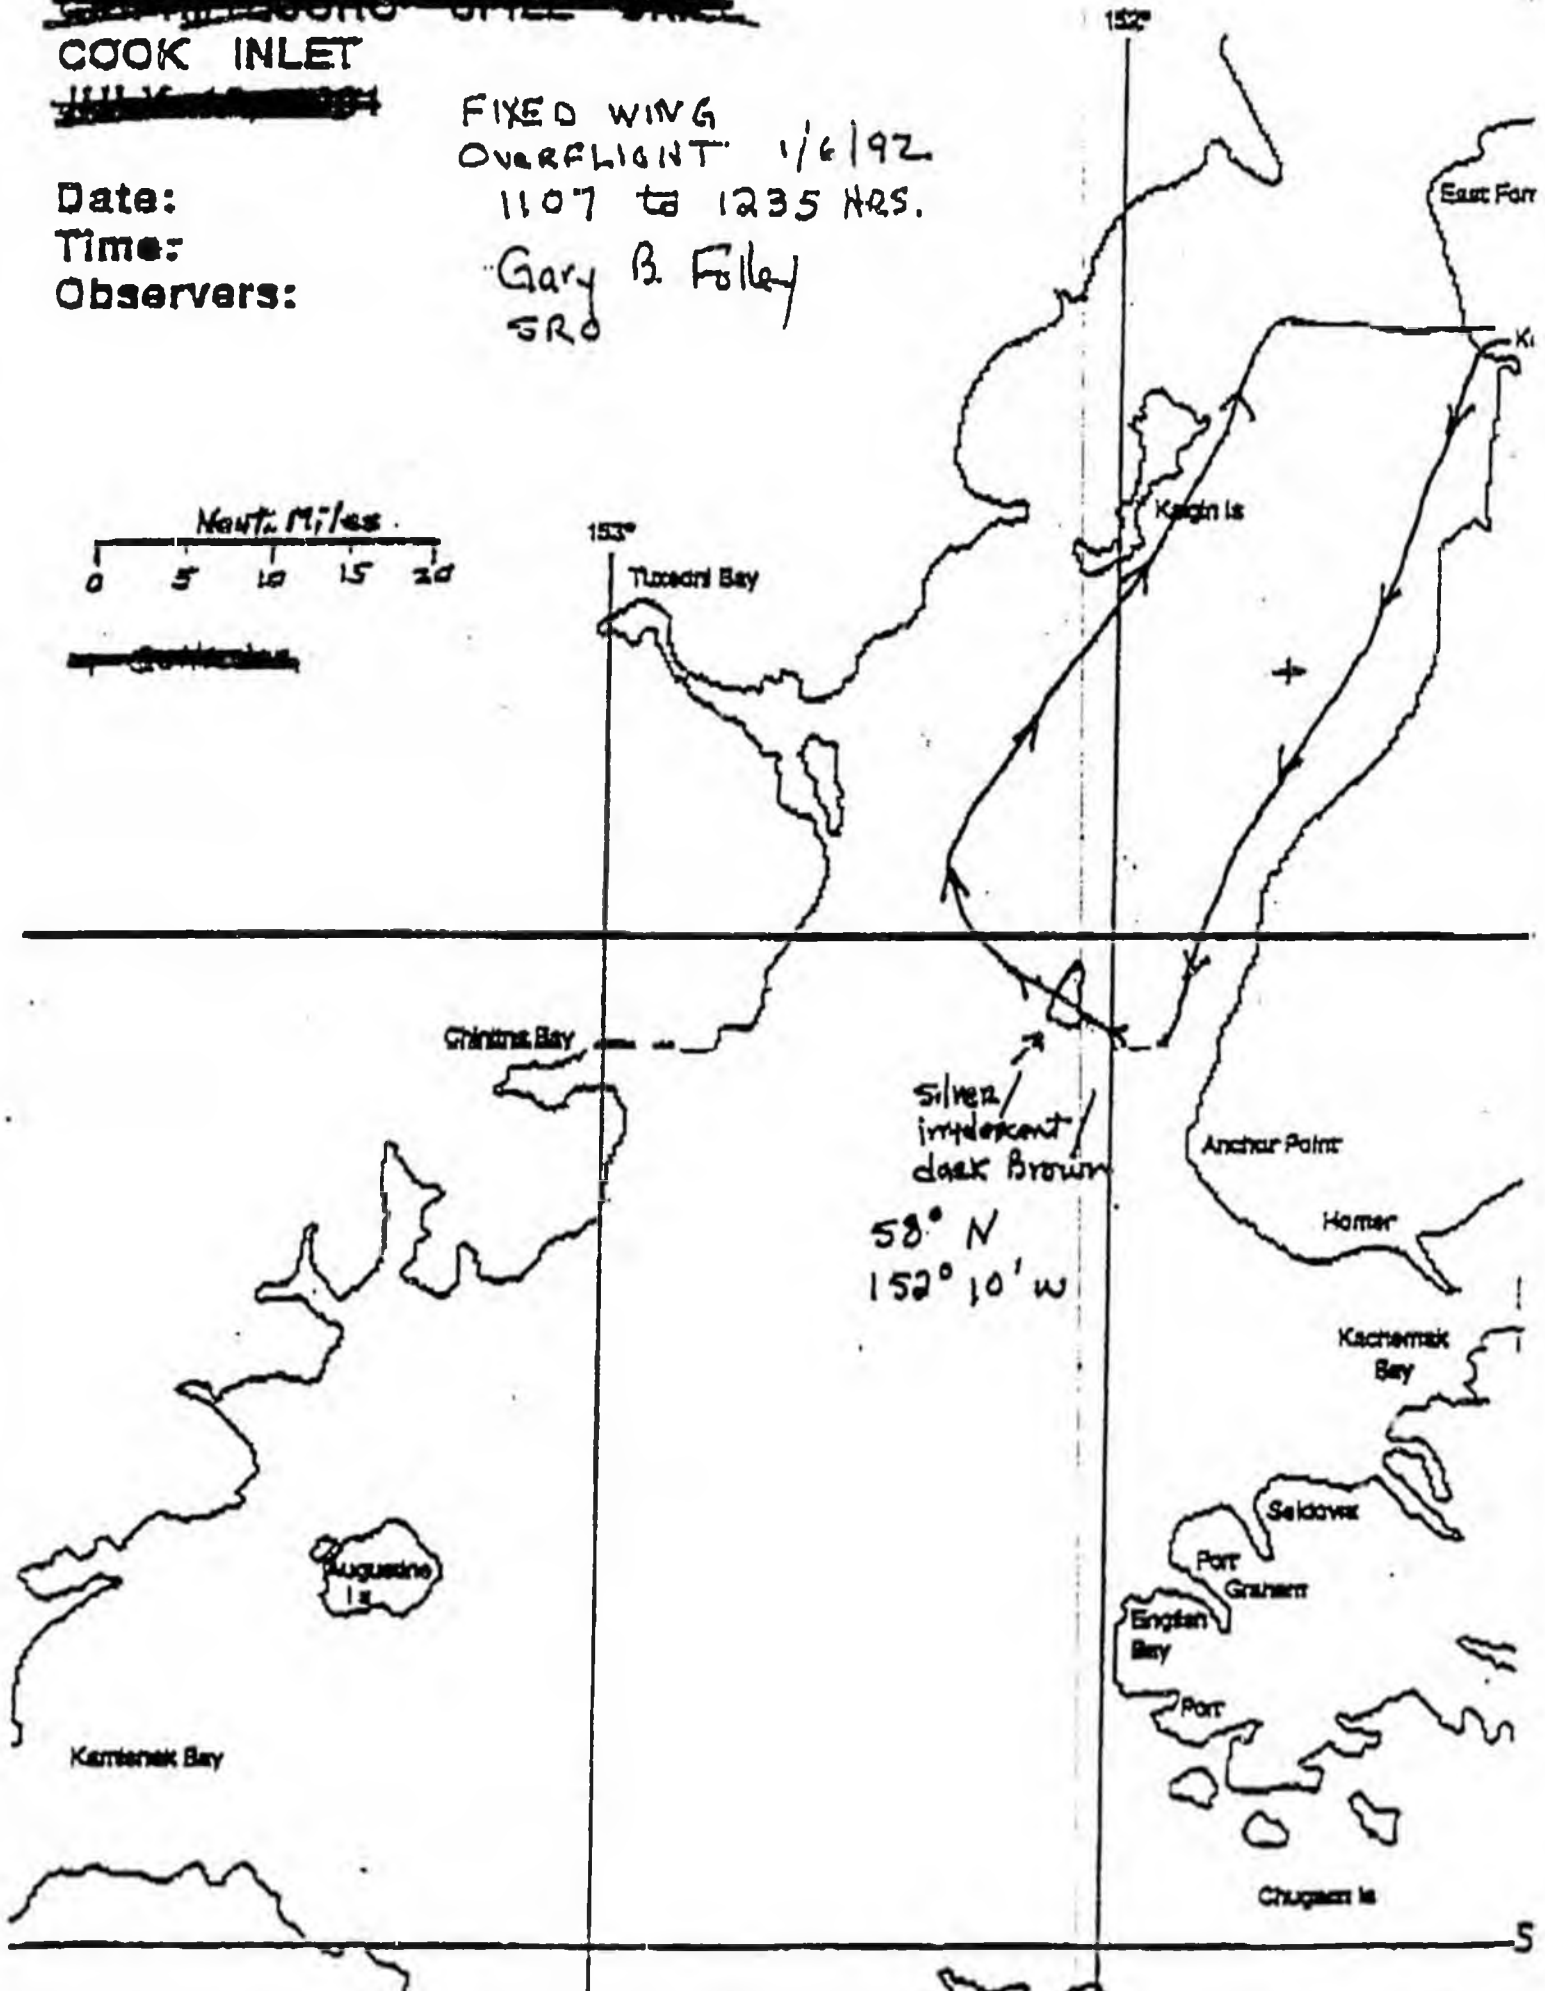 COOK INLET
FIXED WING
OVERFLIGHT 1/6/92
1107 to 1235 HRS.
Date:
Time:
Observers:
Gary B. Folley
SRO
152°
East For
K
Naut. Miles
0 5 10 15 20
153°
Tuxedni Bay
Kalgin Is
Chinitna Bay
silver
irridescent
dark Brown
58° N
152° 10' W
Anchor Point
Homer
Kachemak
Bay
Seldovia
Port
Graham
English
Bay
Port
Augustine
Is
Kamishak Bay
Chugach Is
5